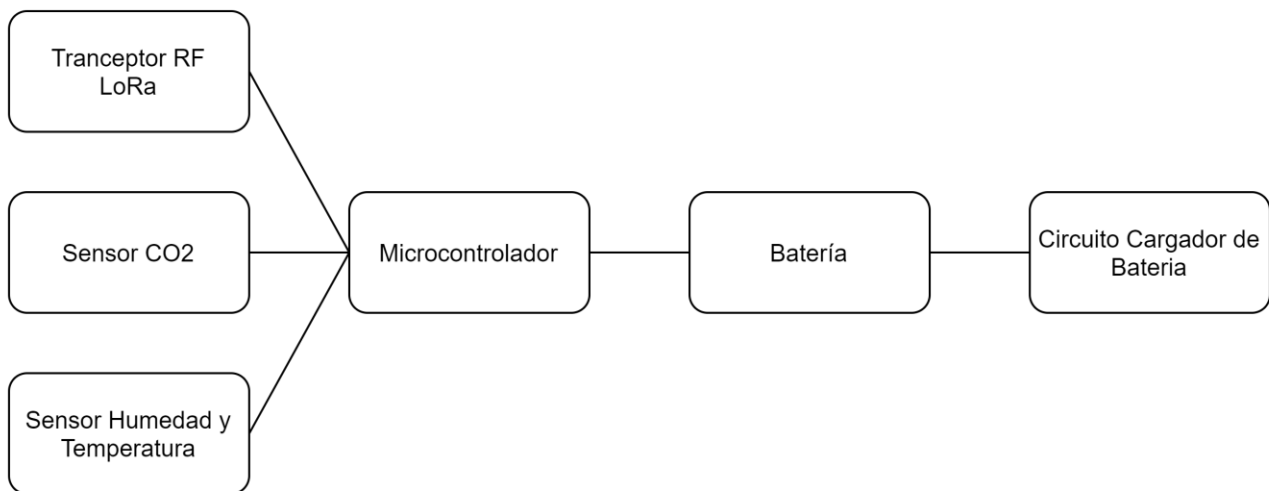 Tranceptor RF
LoRa
Sensor CO2
Microcontrolador
Batería
Circuito Cargador de
Bateria
Sensor Humedad y
Temperatura